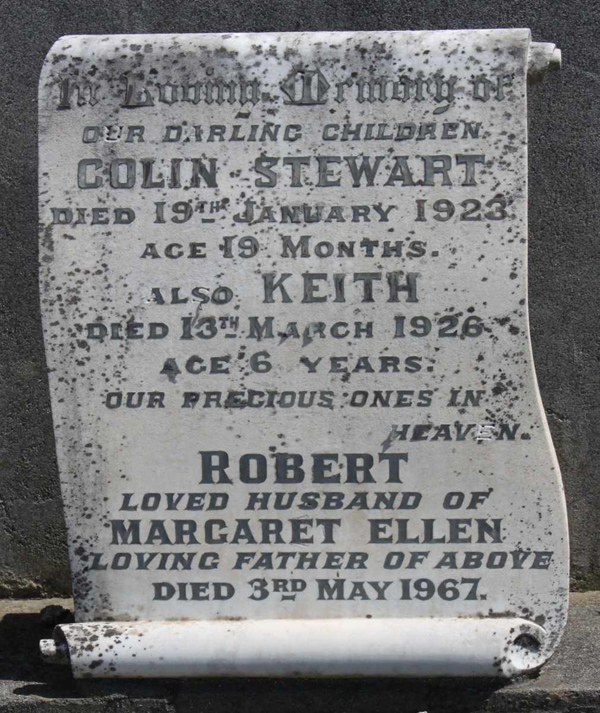 In Loving Memory of
OUR DARLING CHILDREN
COLIN STEWART
DIED 19TH JANUARY 1923
AGE 19 MONTHS.
ALSO KEITH
DIED 13TH MARCH 1926
AGE 6 YEARS.
OUR PRECIOUS ONES IN
HEAVEN.
ROBERT
LOVED HUSBAND OF
MARGARET ELLEN
LOVING FATHER OF ABOVE
DIED 3RD MAY 1967.